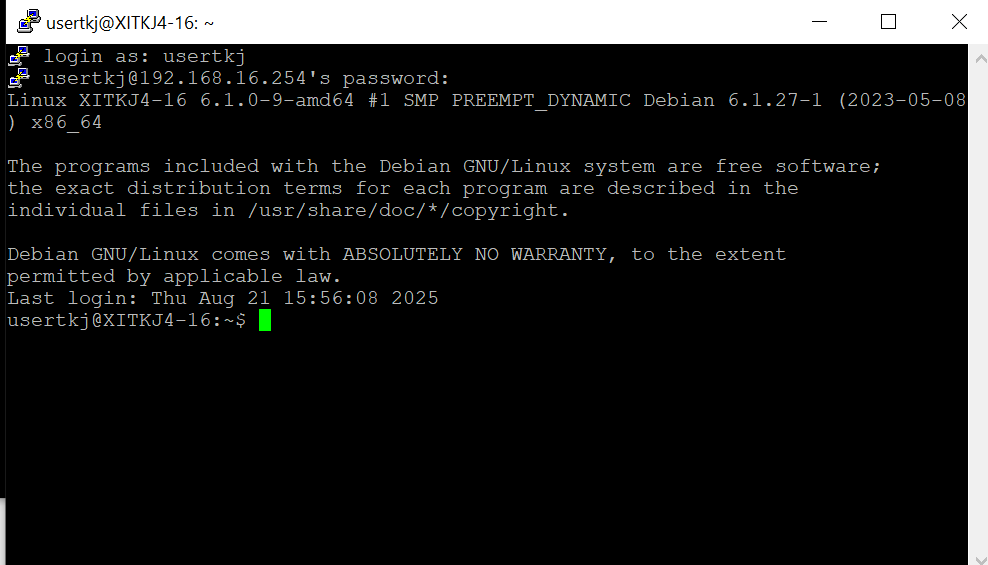 usertkj@XITKJ4-16: ~
login as: usertkj
usertkj@192.168.16.254's password:
Linux XITKJ4-16 6.1.0-9-amd64 #1 SMP PREEMPT_DYNAMIC Debian 6.1.27-1 (2023-05-08
) x86_64
The programs included with the Debian GNU/Linux system are free software;
the exact distribution terms for each program are described in the
individual files in /usr/share/doc/*/copyright.
Debian GNU/Linux comes with ABSOLUTELY NO WARRANTY, to the extent
permitted by applicable law.
Last login: Thu Aug 21 15:56:08 2025
usertkj@XITKJ4-16:~$